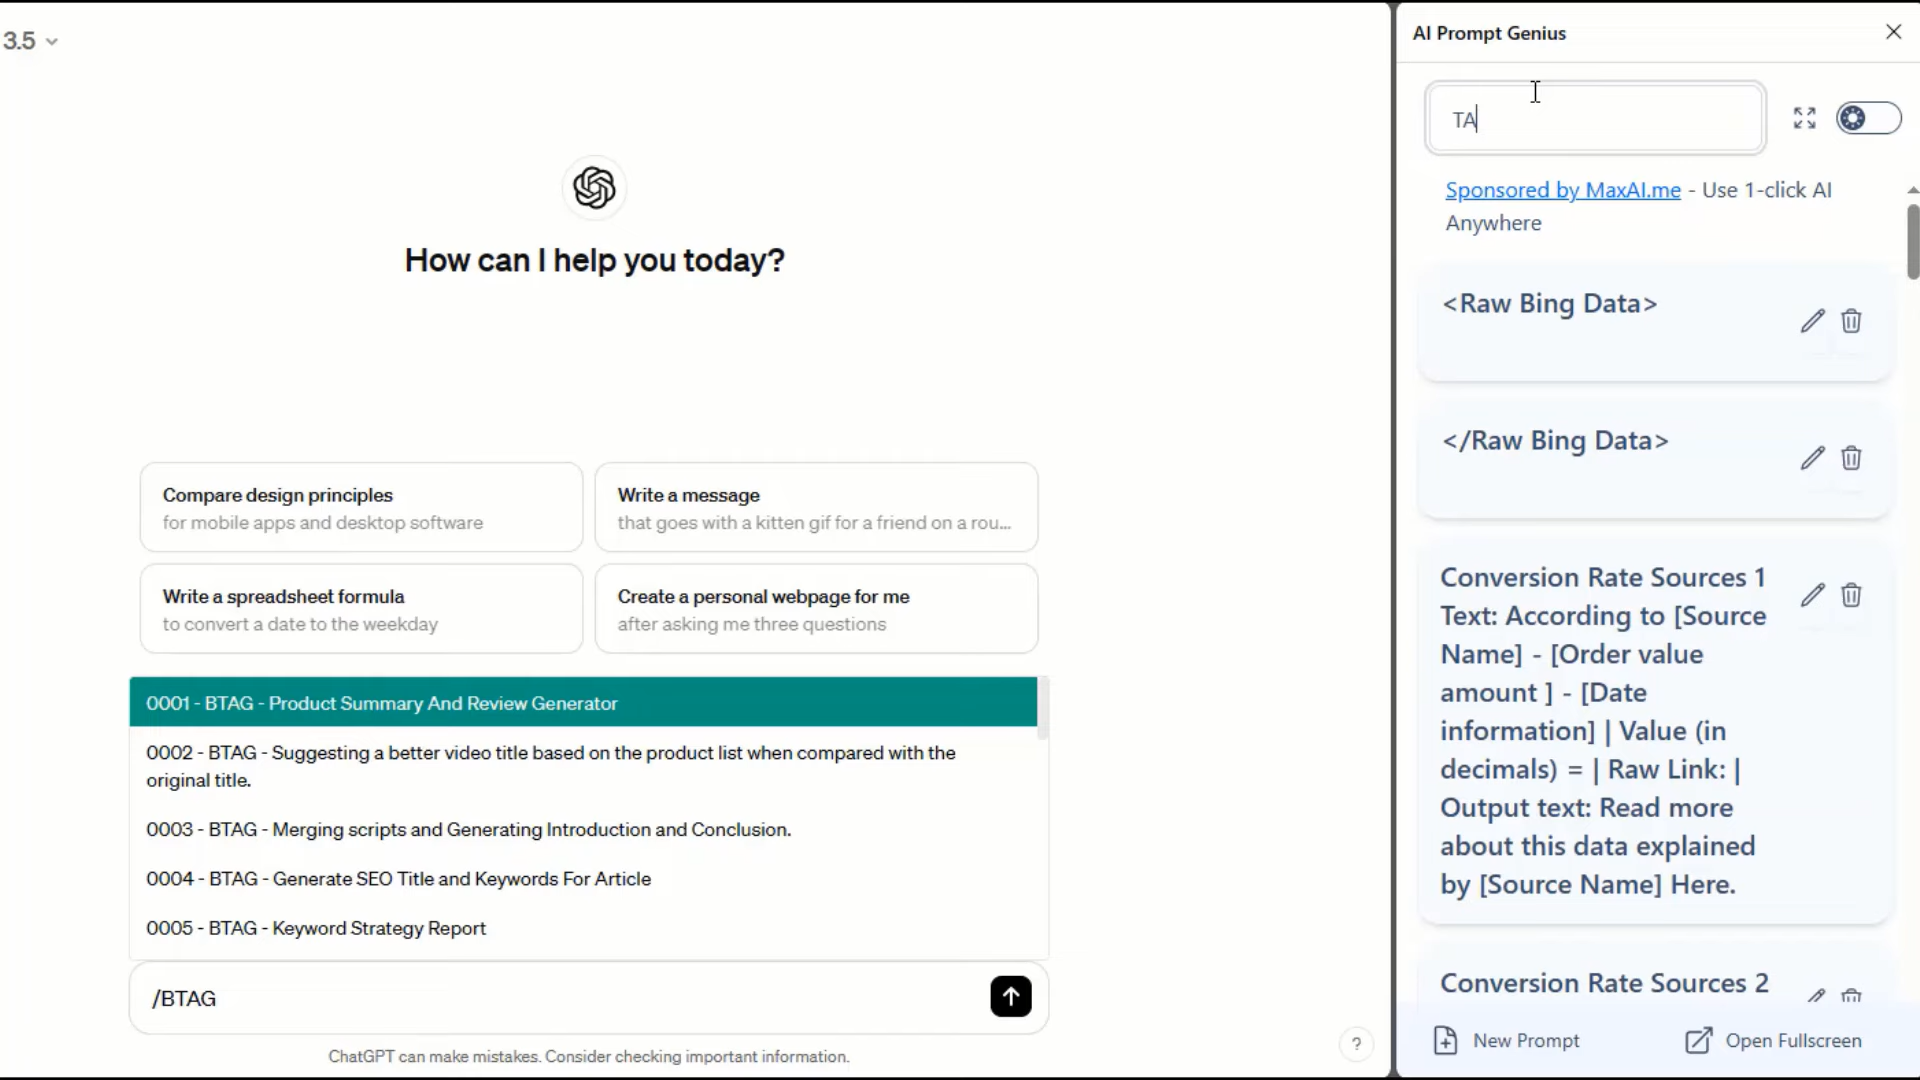 3.5
How can I help you today?
Compare design principles
for mobile apps and desktop software
Write a message
that goes with a kitten gif for a friend on a rou...
Write a spreadsheet formula
to convert a date to the weekday
Create a personal webpage for me
after asking me three questions
0001 - BTAG - Product Summary And Review Generator
0002 - BTAG - Suggesting a better video title based on the product list when compared with the
original title.
0003 - BTAG - Merging scripts and Generating Introduction and Conclusion.
0004 - BTAG - Generate SEO Title and Keywords For Article
0005 - BTAG - Keyword Strategy Report
/BTAG
ChatGPT can make mistakes. Consider checking important information.
?
AI Prompt Genius
TA
Sponsored by MaxAI.me - Use 1-click AI
Anywhere
<Raw Bing Data>
</Raw Bing Data>
Conversion Rate Sources 1
Text: According to [Source
Name] - [Order value
amount ] - [Date
information] | Value (in
decimals) = | Raw Link: |
Output text: Read more
about this data explained
by [Source Name] Here.
Conversion Rate Sources 2
New Prompt
Open Fullscreen